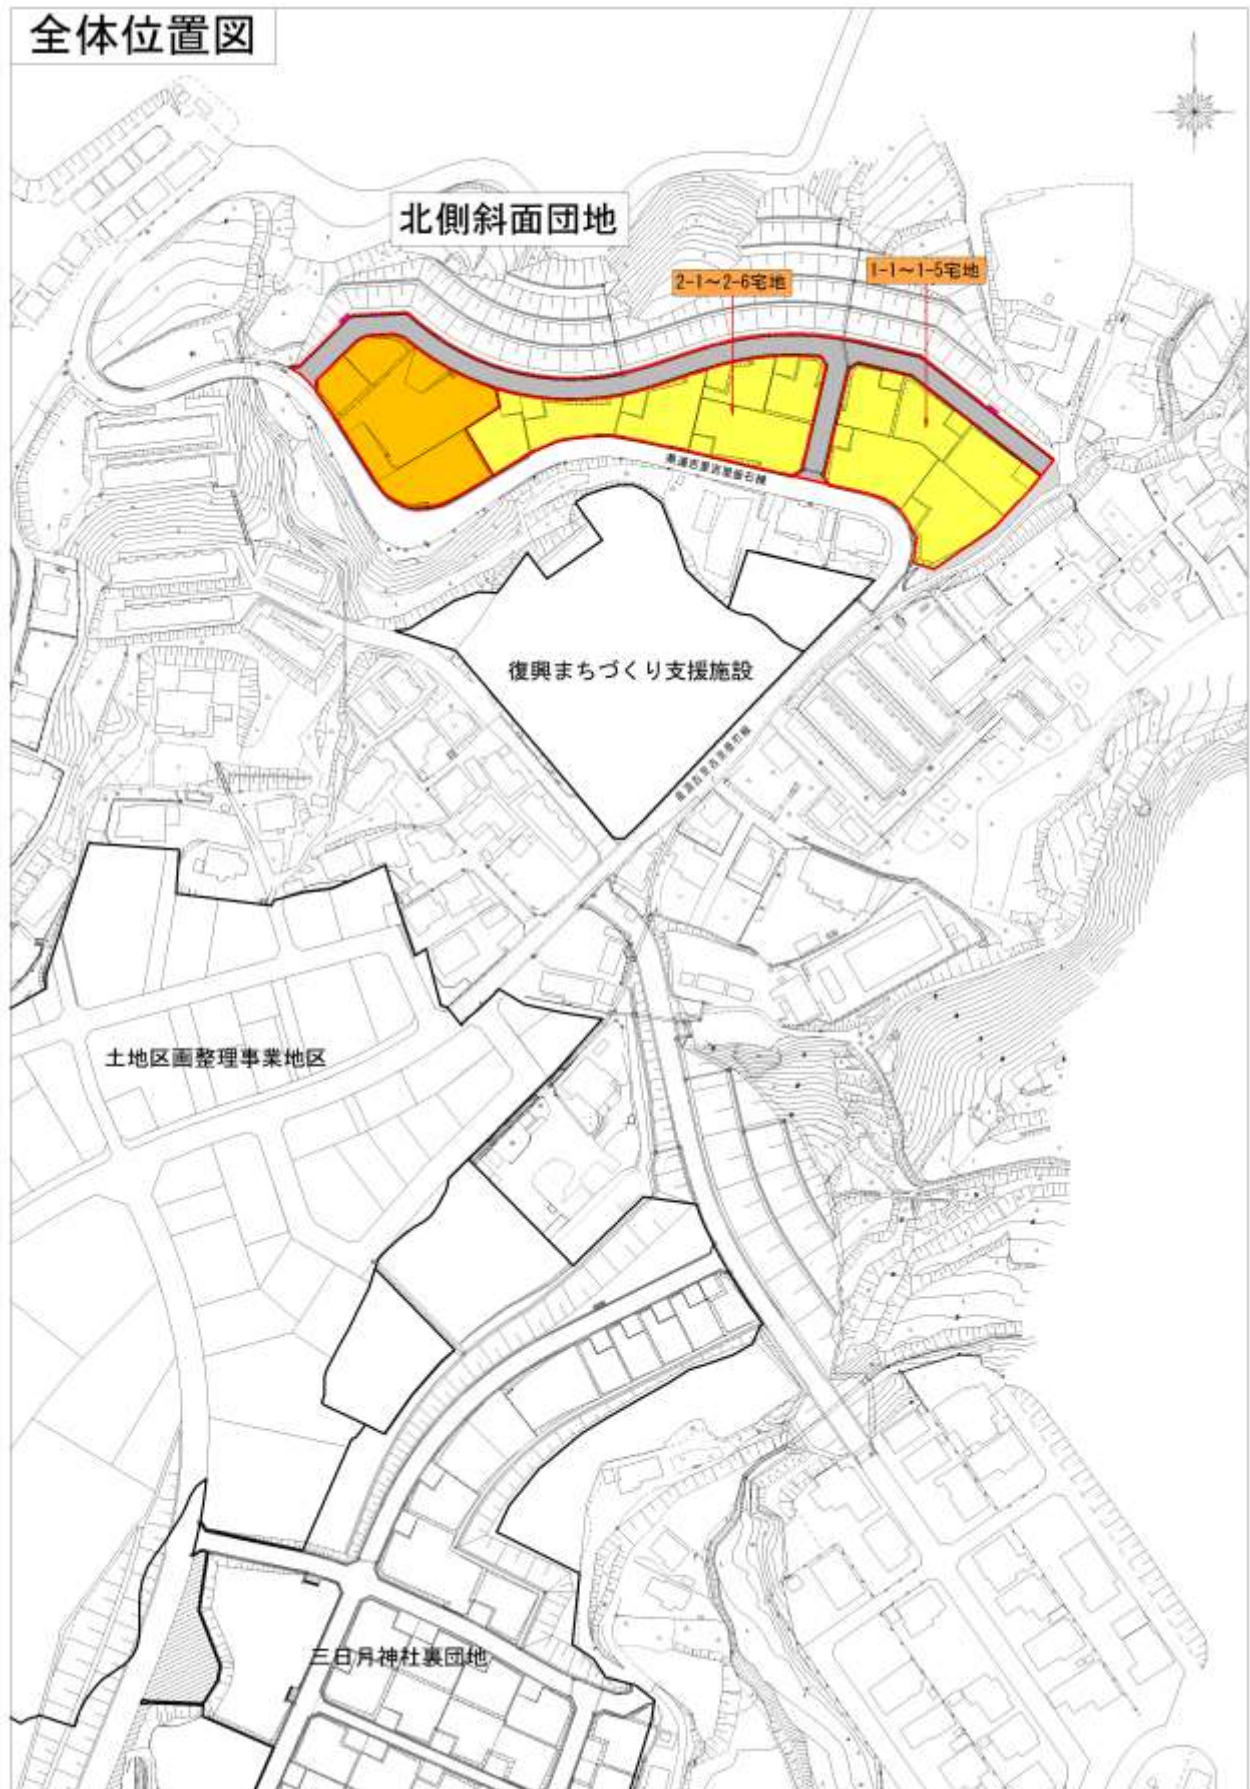 全体位置図
北側斜面団地
2-1～2-6宅地
1-1～1-5宅地
復興まちづくり支援施設
土地区画整理事業地区
三日月神社裏団地